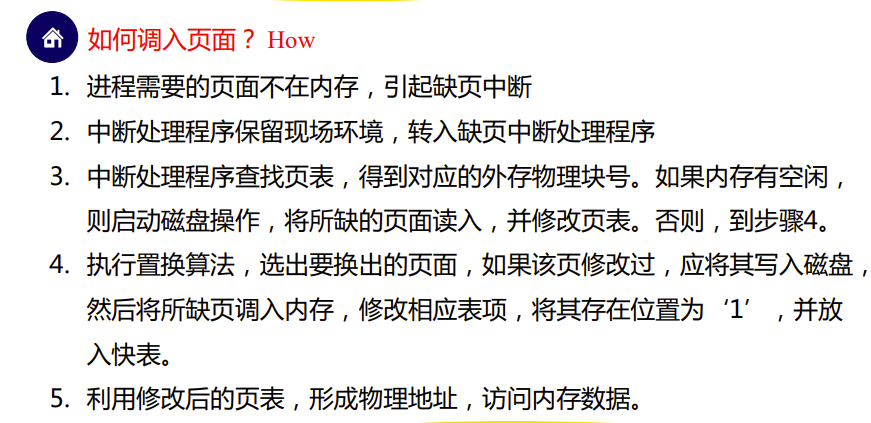 如何调入页面？ How
1. 进程需要的页面不在内存，引起缺页中断
2. 中断处理程序保留现场环境，转入缺页中断处理程序
3. 中断处理程序查找页表，得到对应的外存物理块号。如果内存有空闲，
则启动磁盘操作，将所缺的页面读入，并修改页表。否则，到步骤4。
4. 执行置换算法，选出要换出的页面，如果该页修改过，应将其写入磁盘，
然后将所缺页调入内存，修改相应表项，将其存在位置为‘1’，并放
入快表。
5. 利用修改后的页表，形成物理地址，访问内存数据。